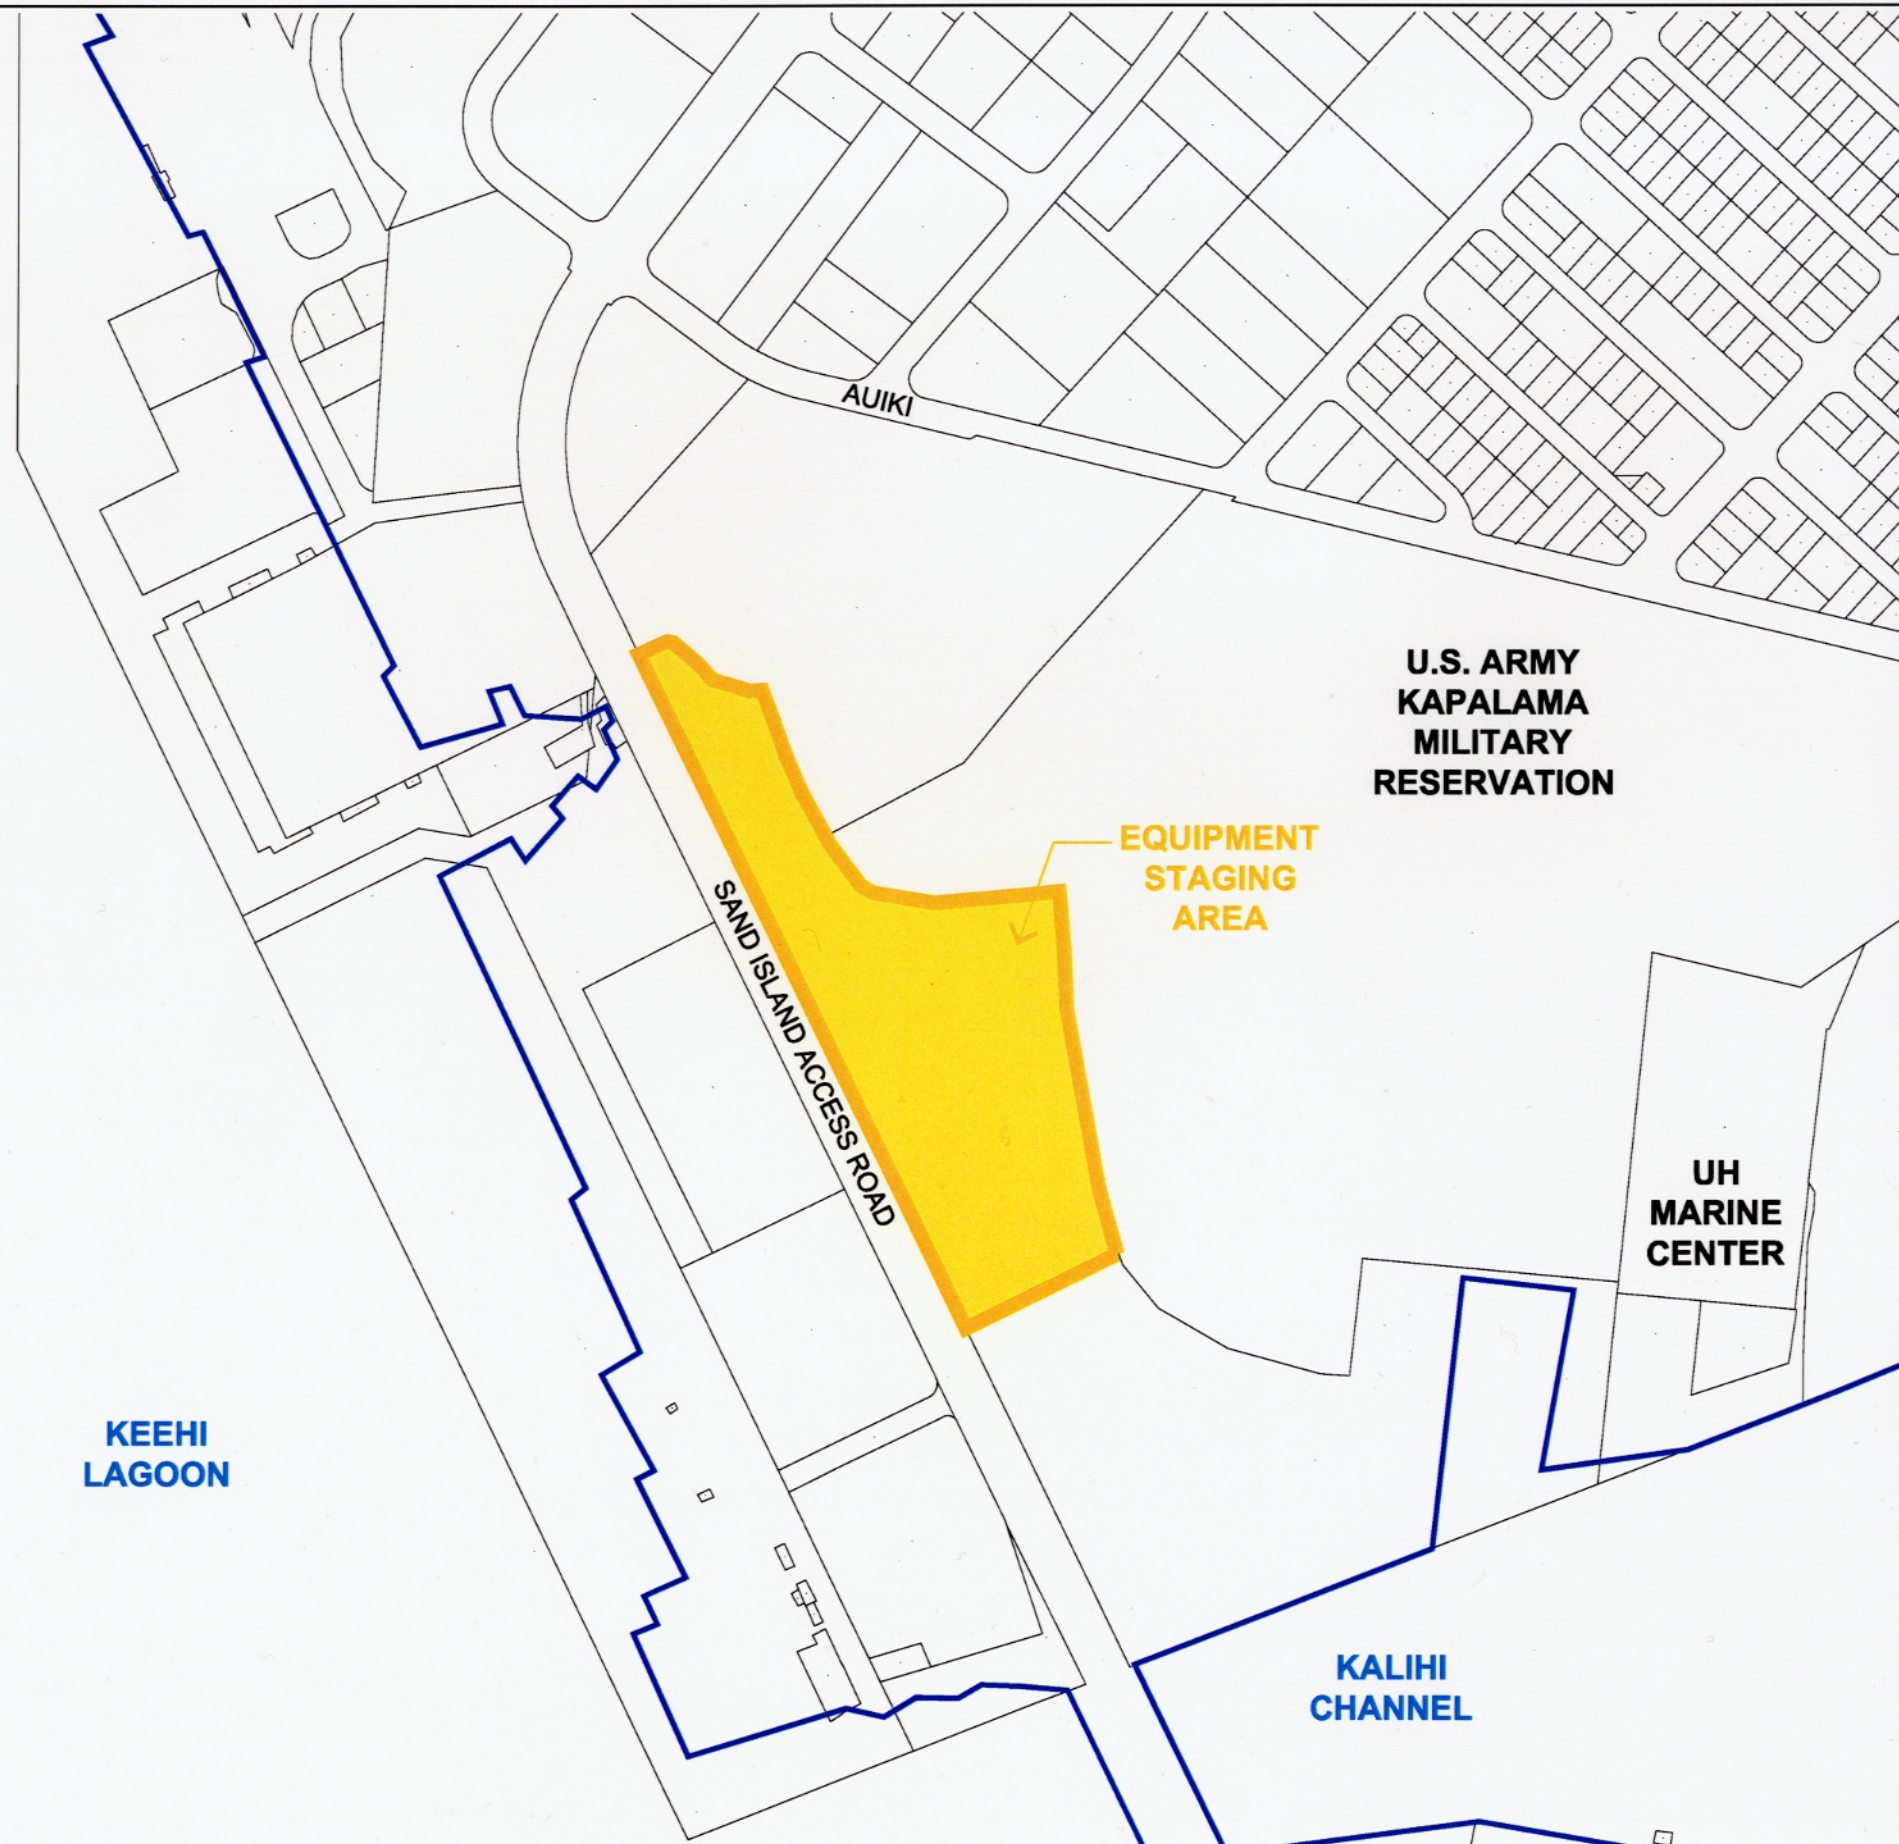 AUIKI
U.S. ARMY
KAPALAMA
MILITARY
RESERVATION
EQUIPMENT
STAGING
AREA
SAND ISLAND ACCESS ROAD
UH
MARINE
CENTER
KEEHI
LAGOON
KALIHI
CHANNEL